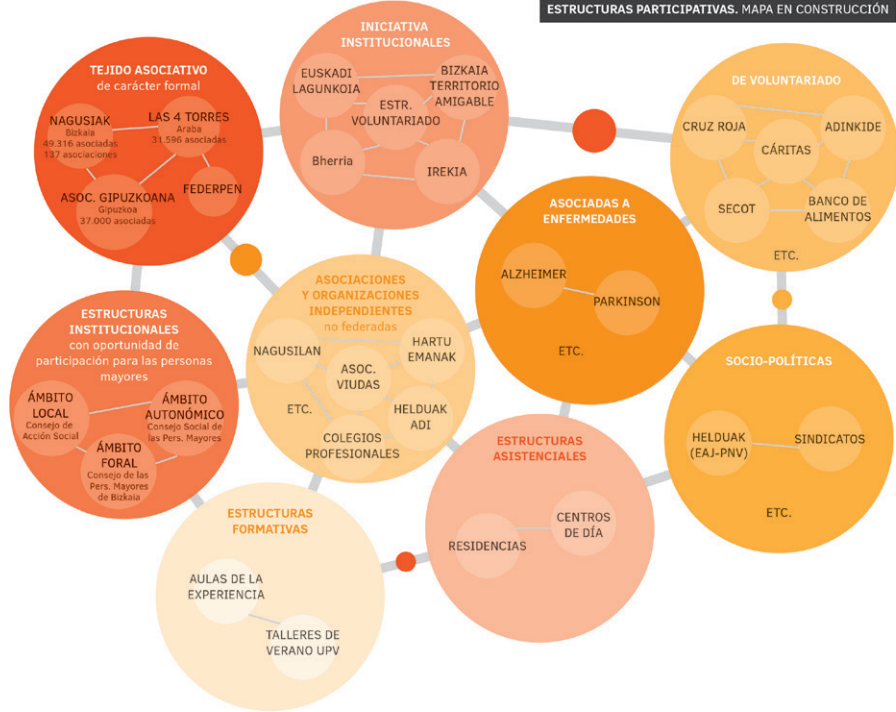 ESTRUCTURAS PARTICIPATIVAS. MAPA EN CONSTRUCCIÓN
TEJIDO ASOCIATIVO
de carácter formal
NAGUSIAK
Bizkaia
49.316 asociadas
137 asociaciones
LAS 4 TORRES
Araba
31.596 asociadas
ASOC. GIPUZKOANA
Gipuzkoa
37.000 asociadas
FEDERPEN
INICIATIVA
INSTITUCIONALES
EUSKADI
LAGUNKOIA
BIZKAIA
TERRITORIO
AMIGABLE
ESTR.
VOLUNTARIADO
Bherria
IREKIA
DE VOLUNTARIADO
CRUZ ROJA
ADINKIDE
CÁRITAS
SECOT
BANCO DE
ALIMENTOS
ETC.
ASOCIADAS A
ENFERMEDADES
ALZHEIMER
PARKINSON
ETC.
ASOCIACIONES
Y ORGANIZACIONES
INDEPENDIENTES
no federadas
NAGUSILAN
HARTU
EMANAK
ASOC.
VIUDAS
ETC.
HELDUAK
ADI
COLEGIOS
PROFESIONALES
ESTRUCTURAS
INSTITUCIONALES
con oportunidad de
participación para las personas
mayores
ÁMBITO
LOCAL
Consejo de
Acción Social
ÁMBITO
AUTONÓMICO
Consejo Social de
las Pers. Mayores
ÁMBITO
FORAL
Consejo de las
Pers. Mayores
de Bizkaia
SOCIO-POLÍTICAS
HELDUAK
(EAJ-PNV)
SINDICATOS
ETC.
ESTRUCTURAS
ASISTENCIALES
RESIDENCIAS
CENTROS
DE DÍA
ESTRUCTURAS
FORMATIVAS
AULAS DE LA
EXPERIENCIA
TALLERES DE
VERANO UPV